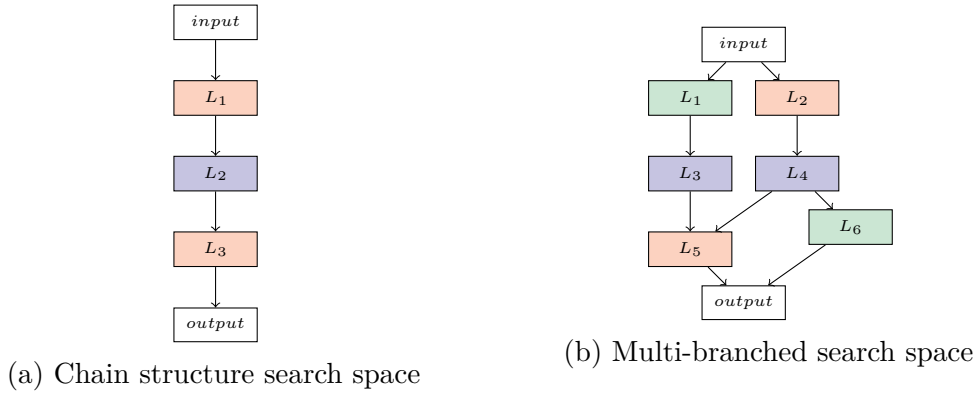 input
L1
L2
L3
output
(a) Chain structure search space
input
L1 L2
L3 L4
L6
L5
output
(b) Multi-branched search space